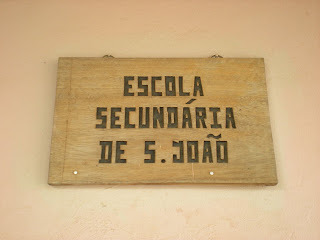 ESCOLA
SECUNDÁRIA
DE S. JOÃO